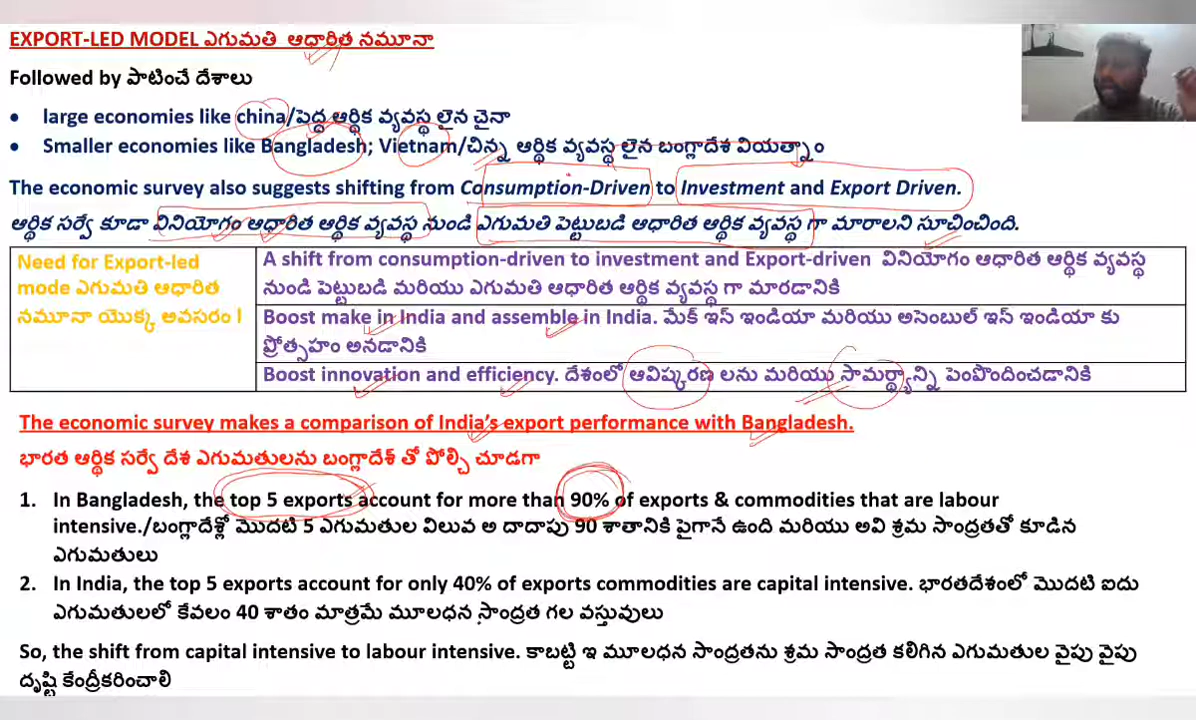 EXPORT-LED MODEL ఎగుమతి ఆధారిత నమూనా
Followed by పాటించే దేశాలు
• large economies like china/పెద్ద ఆర్థిక వ్యవస్థ లైన చైనా
• Smaller economies like Bangladesh; Vietnam/చిన్న ఆర్థిక వ్యవస్థ లైన బంగ్లాదేశ వియత్నాం
The economic survey also suggests shifting from Consumption-Driven to Investment and Export Driven.
ఆర్థిక సర్వే కూడా వినియోగం ఆధారిత ఆర్థిక వ్యవస్థ నుండి ఎగుమతి పెట్టుబడి ఆధారిత ఆర్థిక వ్యవస్థ గా మారాలని సూచించింది.
Need for Export-led
mode ఎగుమతి ఆధారిత
నమూనా యొక్క అవసరం l
A shift from consumption-driven to investment and Export-driven వినియోగం ఆధారిత ఆర్థిక వ్యవస్థ
నుండి పెట్టుబడి మరియు ఎగుమతి ఆధారిత ఆర్థిక వ్యవస్థ గా మారడానికి
Boost make in India and assemble in India. మేక్ ఇన్ ఇండియా మరియు అసెంబుల్ ఇన్ ఇండియా కు
ప్రోత్సహం అనడానికి
Boost innovation and efficiency. దేశంలో ఆవిష్కరణ లను మరియు సామర్థ్యాన్ని పెంపొందించడానికి
The economic survey makes a comparison of India's export performance with Bangladesh.
భారత ఆర్థిక సర్వే దేశ ఎగుమతులను బంగ్లాదేశ్ తో పోల్చి చూడగా
1. In Bangladesh, the top 5 exports account for more than 90% of exports & commodities that are labour
intensive./బంగ్లాదేశ్లో మొదటి 5 ఎగుమతుల విలువ అ దాదాపు 90 శాతానికి పైగానే ఉంది మరియు అవి శ్రమ సాంద్రతతో కూడిన
ఎగుమతులు
2. In India, the top 5 exports account for only 40% of exports commodities are capital intensive. భారతదేశంలో మొదటి ఐదు
ఎగుమతులలో కేవలం 40 శాతం మాత్రమే మూలధన సాంద్రత గల వస్తువులు
So, the shift from capital intensive to labour intensive. కాబట్టి ఇ మూలధన సాంద్రతను శ్రమ సాంద్రత కలిగిన ఎగుమతుల వైపు వైపు
దృష్టి కేంద్రీకరించాలి